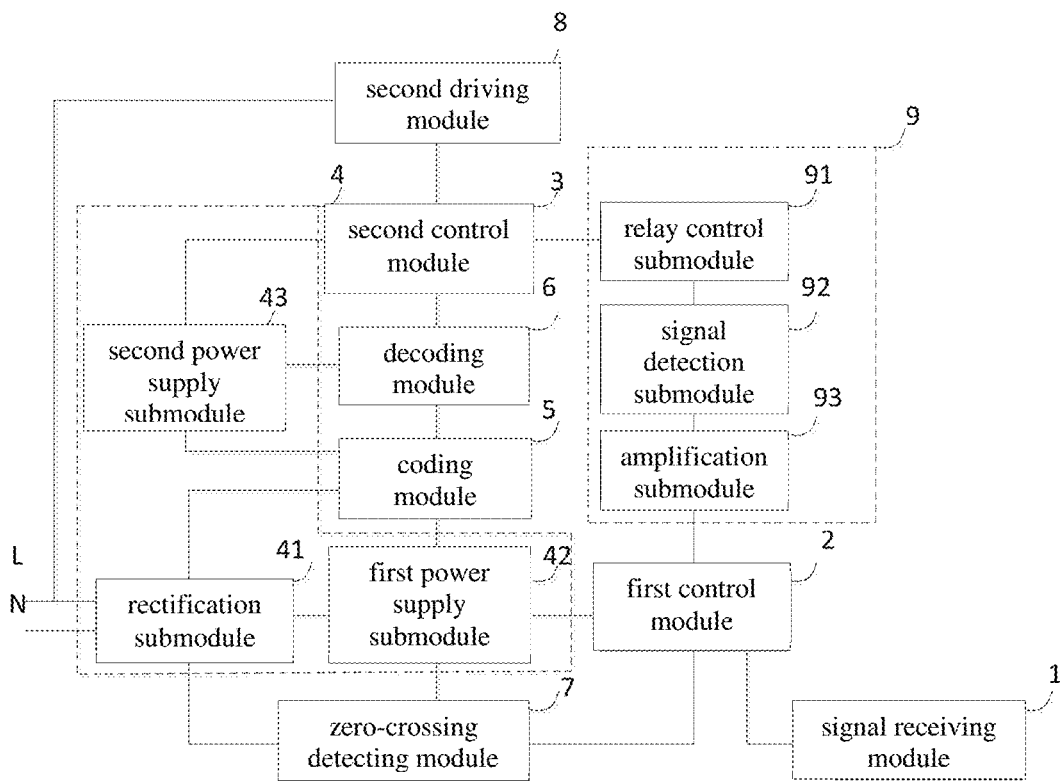 8
second driving
module
9
4
3
91
second control
module
relay control
submodule
6
92
43
second power
supply
submodule
decoding
module
signal
detection
submodule
5
93
coding
module
amplification
submodule
L
41
42
2
N
rectification
submodule
first power
supply
submodule
first control
module
7
1
zero-crossing
detecting module
signal receiving
module